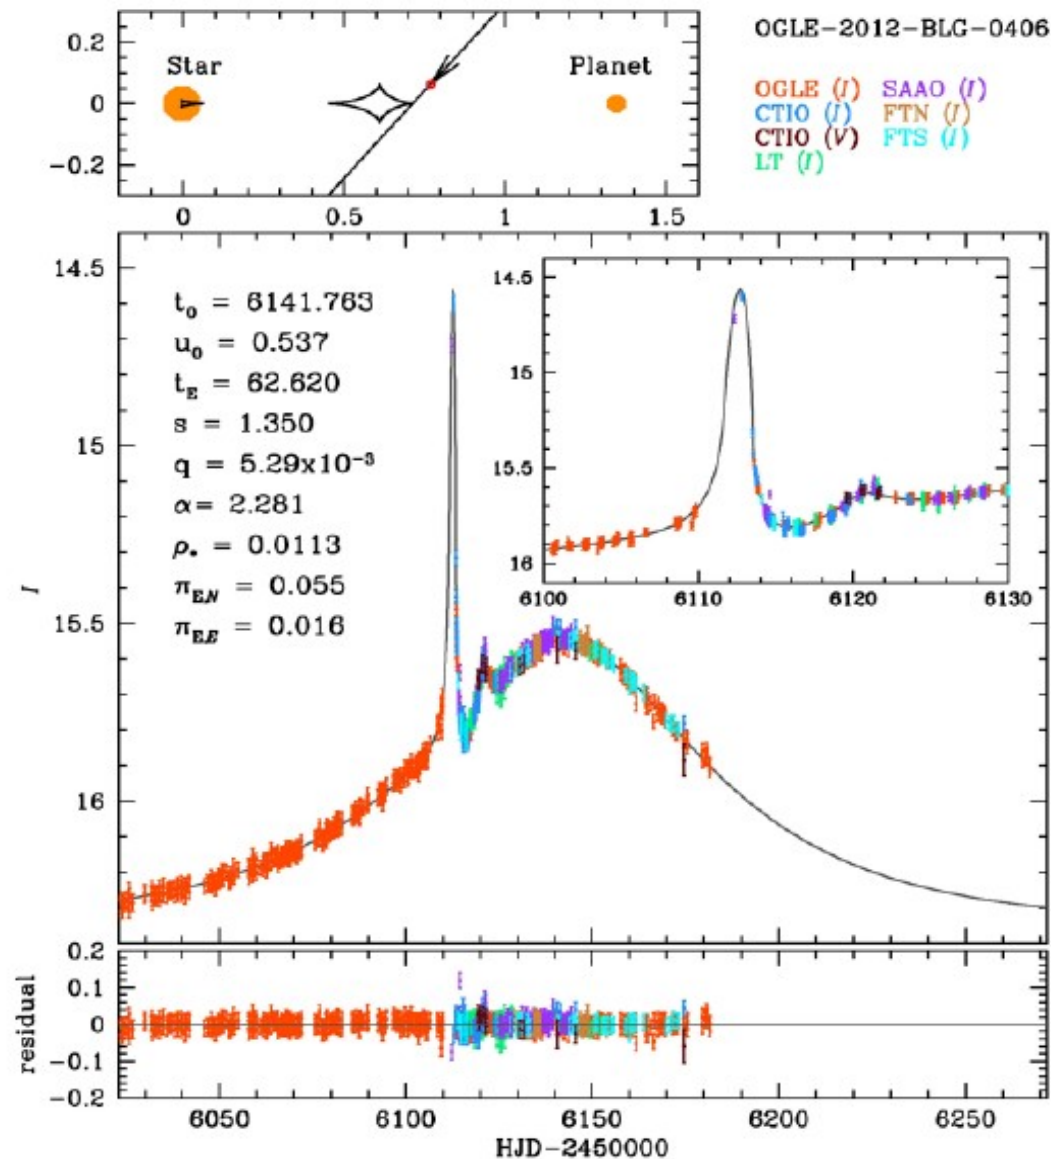 OGLE-2012-BLG-0406
OGLE (I) SAAO (I)
CTIO (I) FTN (I)
CTIO (V) FTS (I)
LT (I)
0.2
0
-0.2
Star
Planet
0 0.5 1 1.5
14.5
15
15.5
16
I
t₀ = 6141.763
u₀ = 0.537
t_E = 62.620
s = 1.350
q = 5.29x10⁻³
α= 2.281
ρ* = 0.0113
π_E,N = 0.055
π_E,E = 0.016
14.5
15
15.5
16
6100 6110 6120 6130
0.2
0.1
0
-0.1
-0.2
residual
6050 6100 6150 6200 6250
HJD-2450000